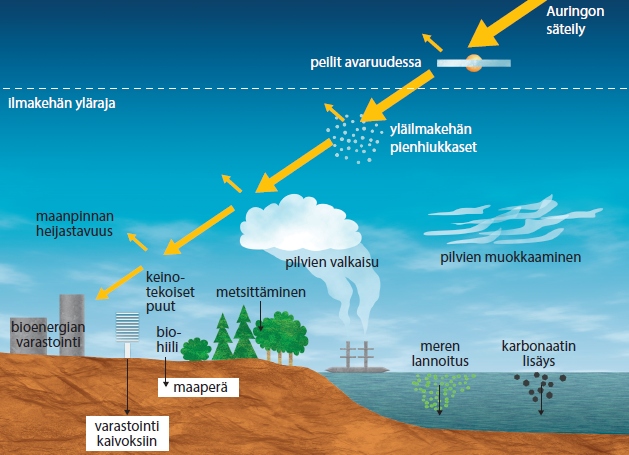 Auringon
säteily
peilit avaruudessa
Ilmakehän yläraja
yläilmakehän
pienhiukkaset
maanpinnan
heijastavuus
pilvien valkaisu
pilvien muokkaaminen
keino-
tekoiset
puut
metsittäminen
bioenergian
varastointi
bio-
hiili
meren
lannoitus
karbonaatin
lisäys
maaperä
varastointi
kaivoksiin